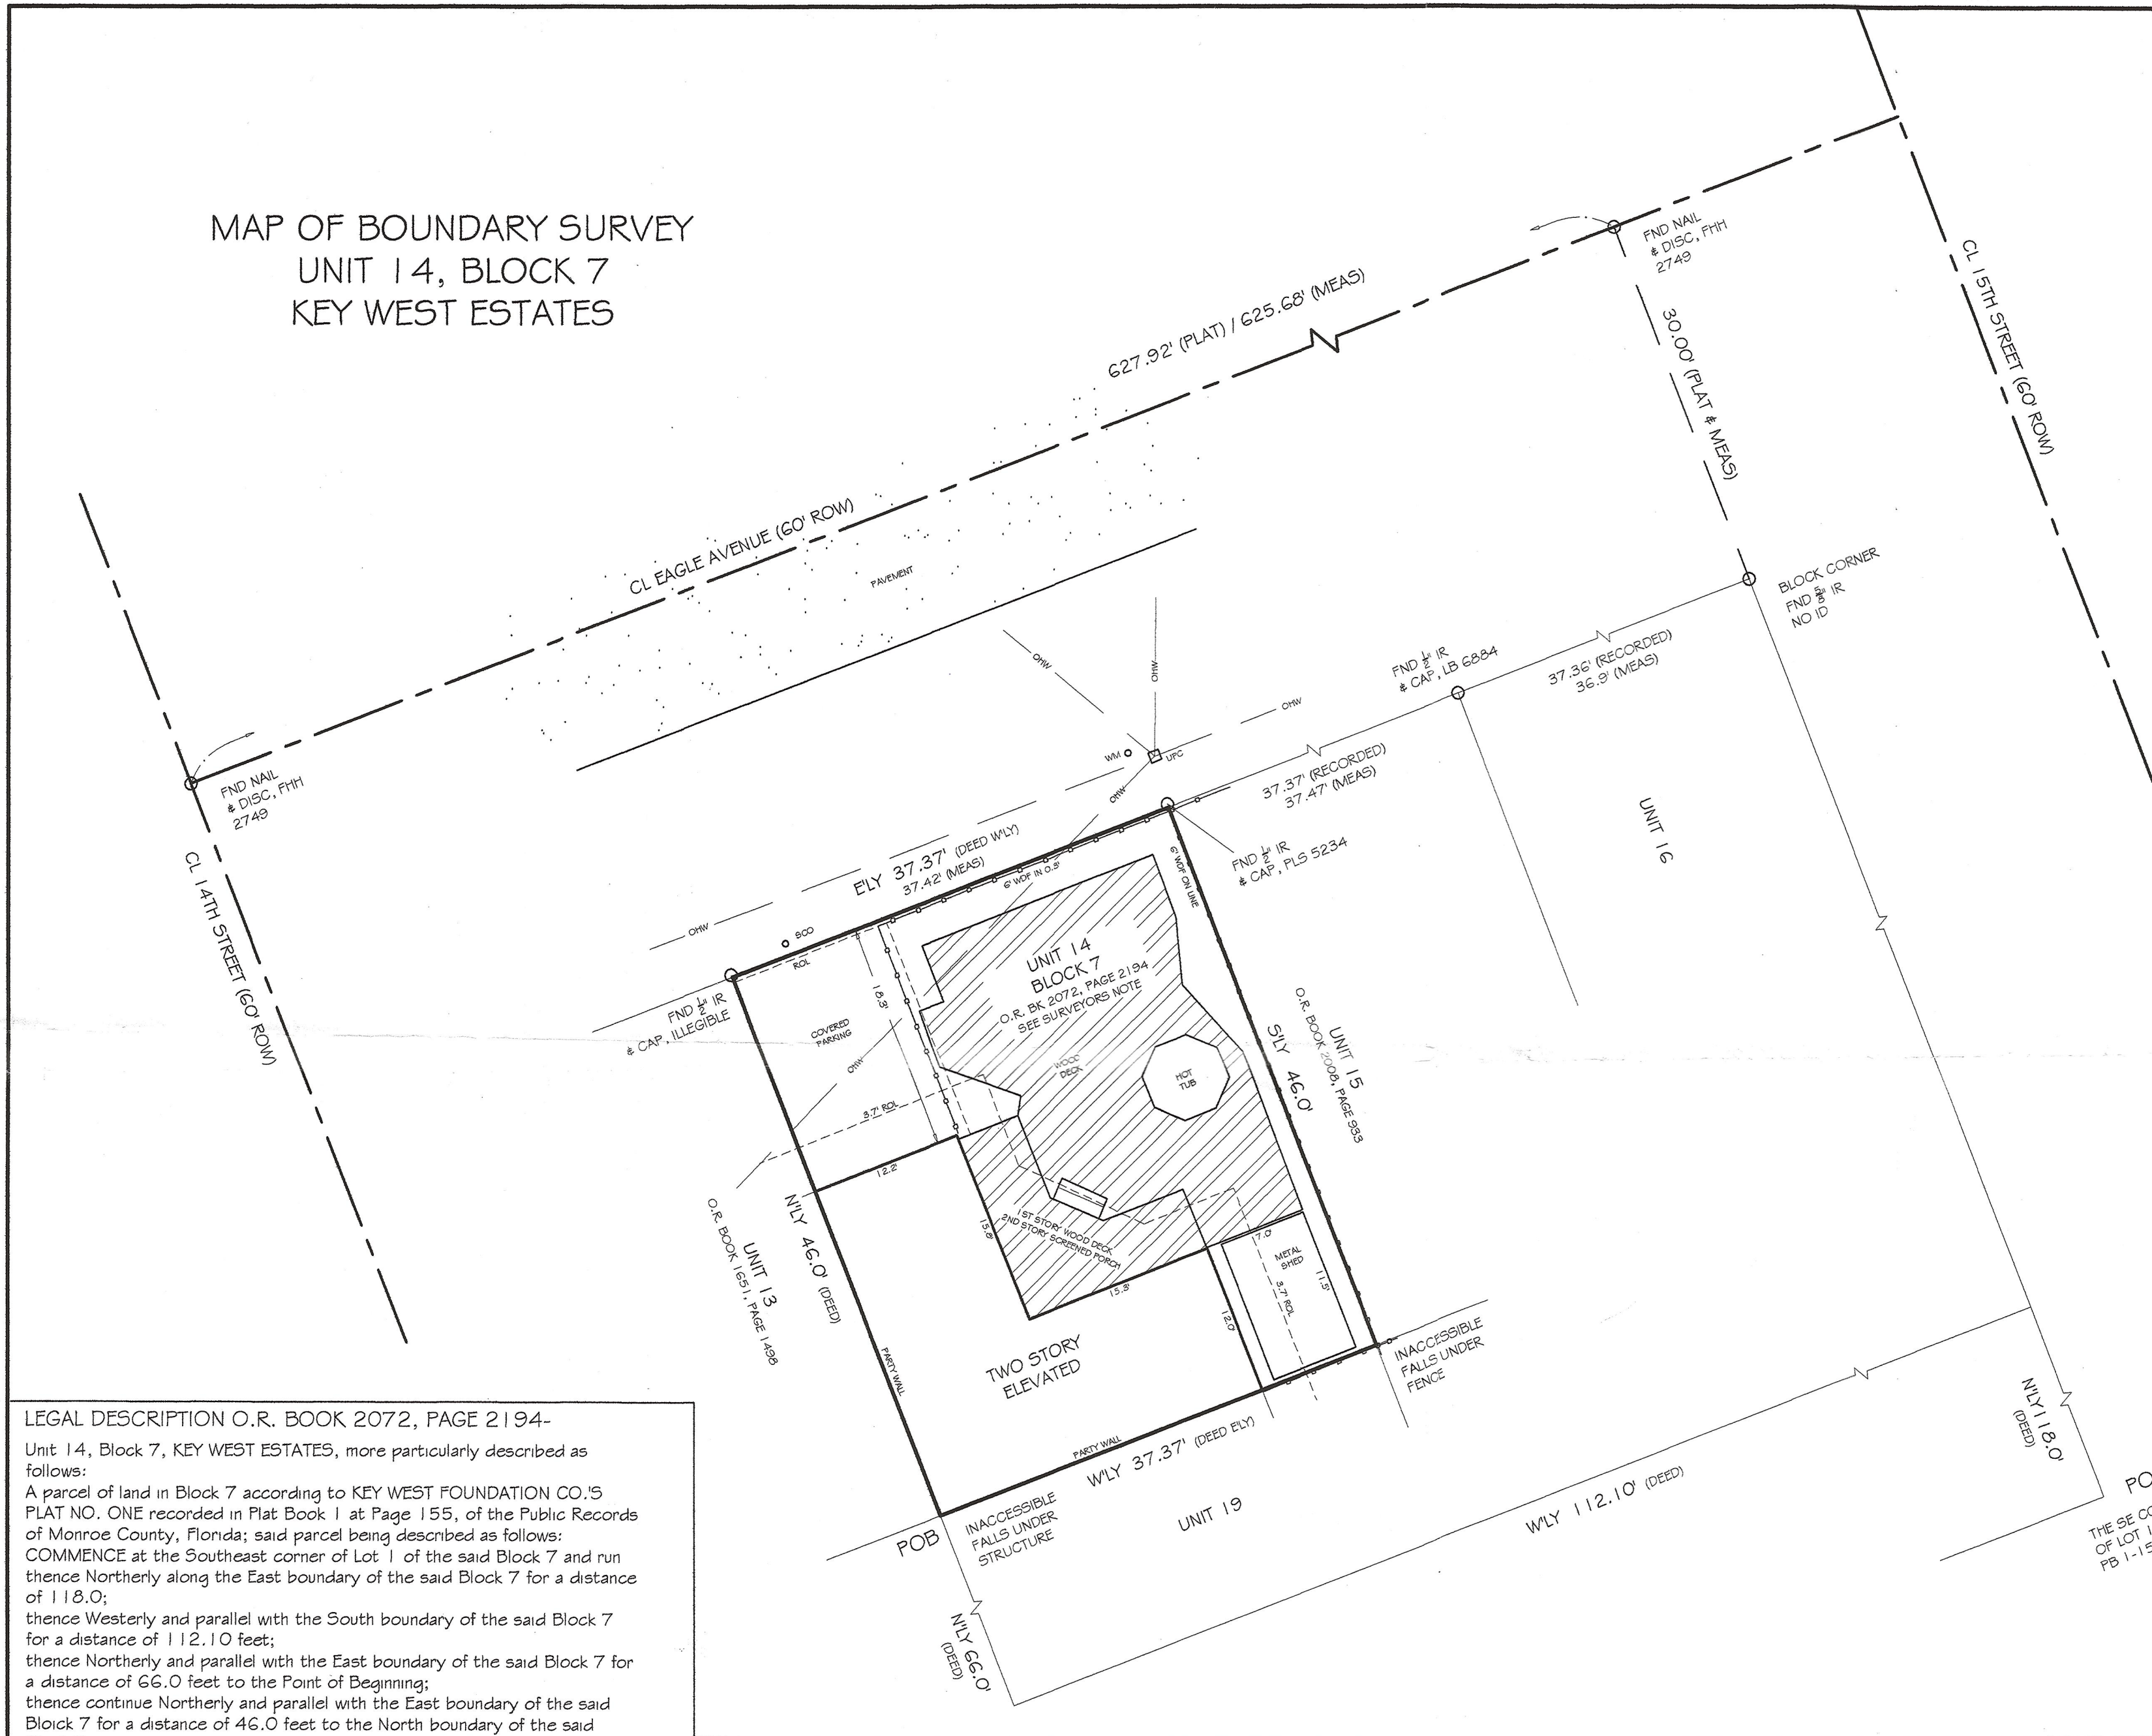 MAP OF BOUNDARY SURVEY
UNIT 14, BLOCK 7
KEY WEST ESTATES
FND NAIL
& DISC, FHH
2749
CL 15TH STREET (60' ROW)
627.92' (PLAT) / 625.68' (MEAS)
30.00' (PLAT & MEAS)
CL EAGLE AVENUE (60' ROW)
PAVEMENT
BLOCK CORNER
FND 5/8" IR
NO ID
OHW
OHW
FND 1/2" IR
& CAP, LB 6884
37.36' (RECORDED)
36.9' (MEAS)
OHW
WM
UPC
FND NAIL
& DISC, FHH
2749
CL 14TH STREET (60' ROW)
OHW
37.37' (RECORDED)
37.47' (MEAS)
UNIT 16
E'LY 37.37' (DEED W'LY)
37.42' (MEAS)
6' WDF IN 0.5'
6' WDF ON LINE
FND 1/2" IR
& CAP, PLS 5234
OHW
SCO
ROL
FND 1/2" IR
& CAP, ILLEGIBLE
18.3'
UNIT 14
BLOCK 7
O.R. BK 2072, PAGE 2194
SEE SURVEYORS NOTE
COVERED
PARKING
OHW
WOOD
DECK
HOT
TUB
S'LY 46.0'
UNIT 15
O.R. BOOK 2008, PAGE 933
3.7' ROL
12.2'
N'LY 46.0' (DEED)
UNIT 13
O.R. BOOK 1651, PAGE 1498
15.8'
1ST STORY WOOD DECK
2ND STORY SCREENED PORCH
15.3'
7.0'
METAL
SHED
11.5'
3.7' ROL
12.0'
TWO STORY
ELEVATED
PARTY WALL
PARTY WALL
INACCESSIBLE
FALLS UNDER
FENCE
W'LY 37.37' (DEED E'LY)
UNIT 19
W'LY 112.10' (DEED)
N'LY 118.0'
(DEED)
PO
THE SE CO
OF LOT 1
PB 1-15
POB
INACCESSIBLE
FALLS UNDER
STRUCTURE
N'LY 66.0'
(DEED)
LEGAL DESCRIPTION O.R. BOOK 2072, PAGE 2194-
Unit 14, Block 7, KEY WEST ESTATES, more particularly described as
follows:
A parcel of land in Block 7 according to KEY WEST FOUNDATION CO.'S
PLAT NO. ONE recorded in Plat Book 1 at Page 155, of the Public Records
of Monroe County, Florida; said parcel being described as follows:
COMMENCE at the Southeast corner of Lot 1 of the said Block 7 and run
thence Northerly along the East boundary of the said Block 7 for a distance
of 118.0;
thence Westerly and parallel with the South boundary of the said Block 7
for a distance of 112.10 feet;
thence Northerly and parallel with the East boundary of the said Block 7 for
a distance of 66.0 feet to the Point of Beginning;
thence continue Northerly and parallel with the East boundary of the said
Bloick 7 for a distance of 46.0 feet to the North boundary of the said